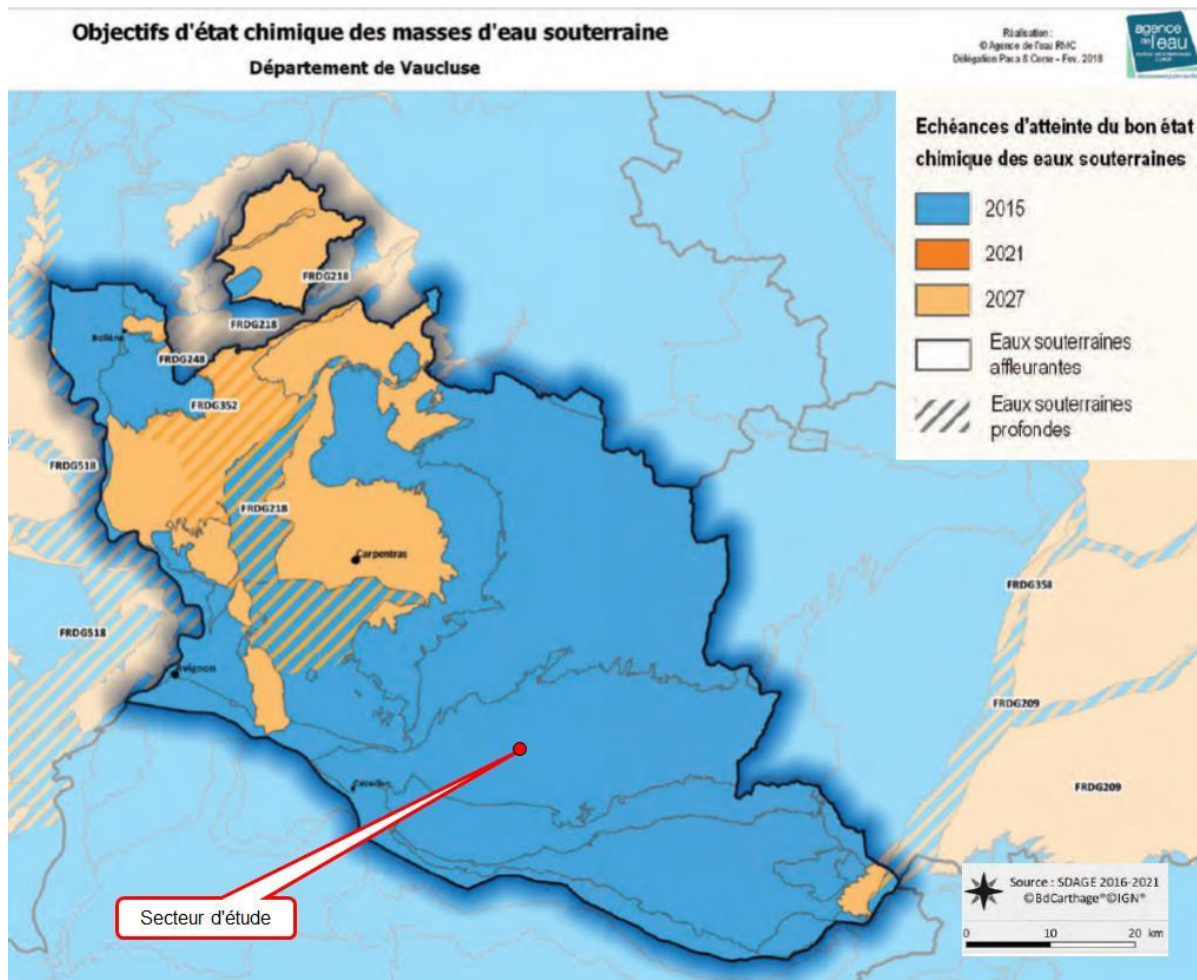 Objectifs d'état chimique des masses d'eau souterraine
Département de Vaucluse
Réalisation :
© Agence de l'eau RMC
Délégation Paca & Corse - Fev. 2018
agence
de l'eau
Echéances d'atteinte du bon état
chimique des eaux souterraines
2015
2021
2027
Eaux souterraines
affleurantes
Eaux souterraines
profondes
FRDG218
FRDG218
Bollène
FRDG248
FRDG352
FRDG518
FRDG218
Carpentras
FRDG518
Avignon
FRDG358
FRDG209
FRDG209
Cavaillon
Secteur d'étude
Source : SDAGE 2016-2021
©BdCarthage®©IGN®
0 10 20 km